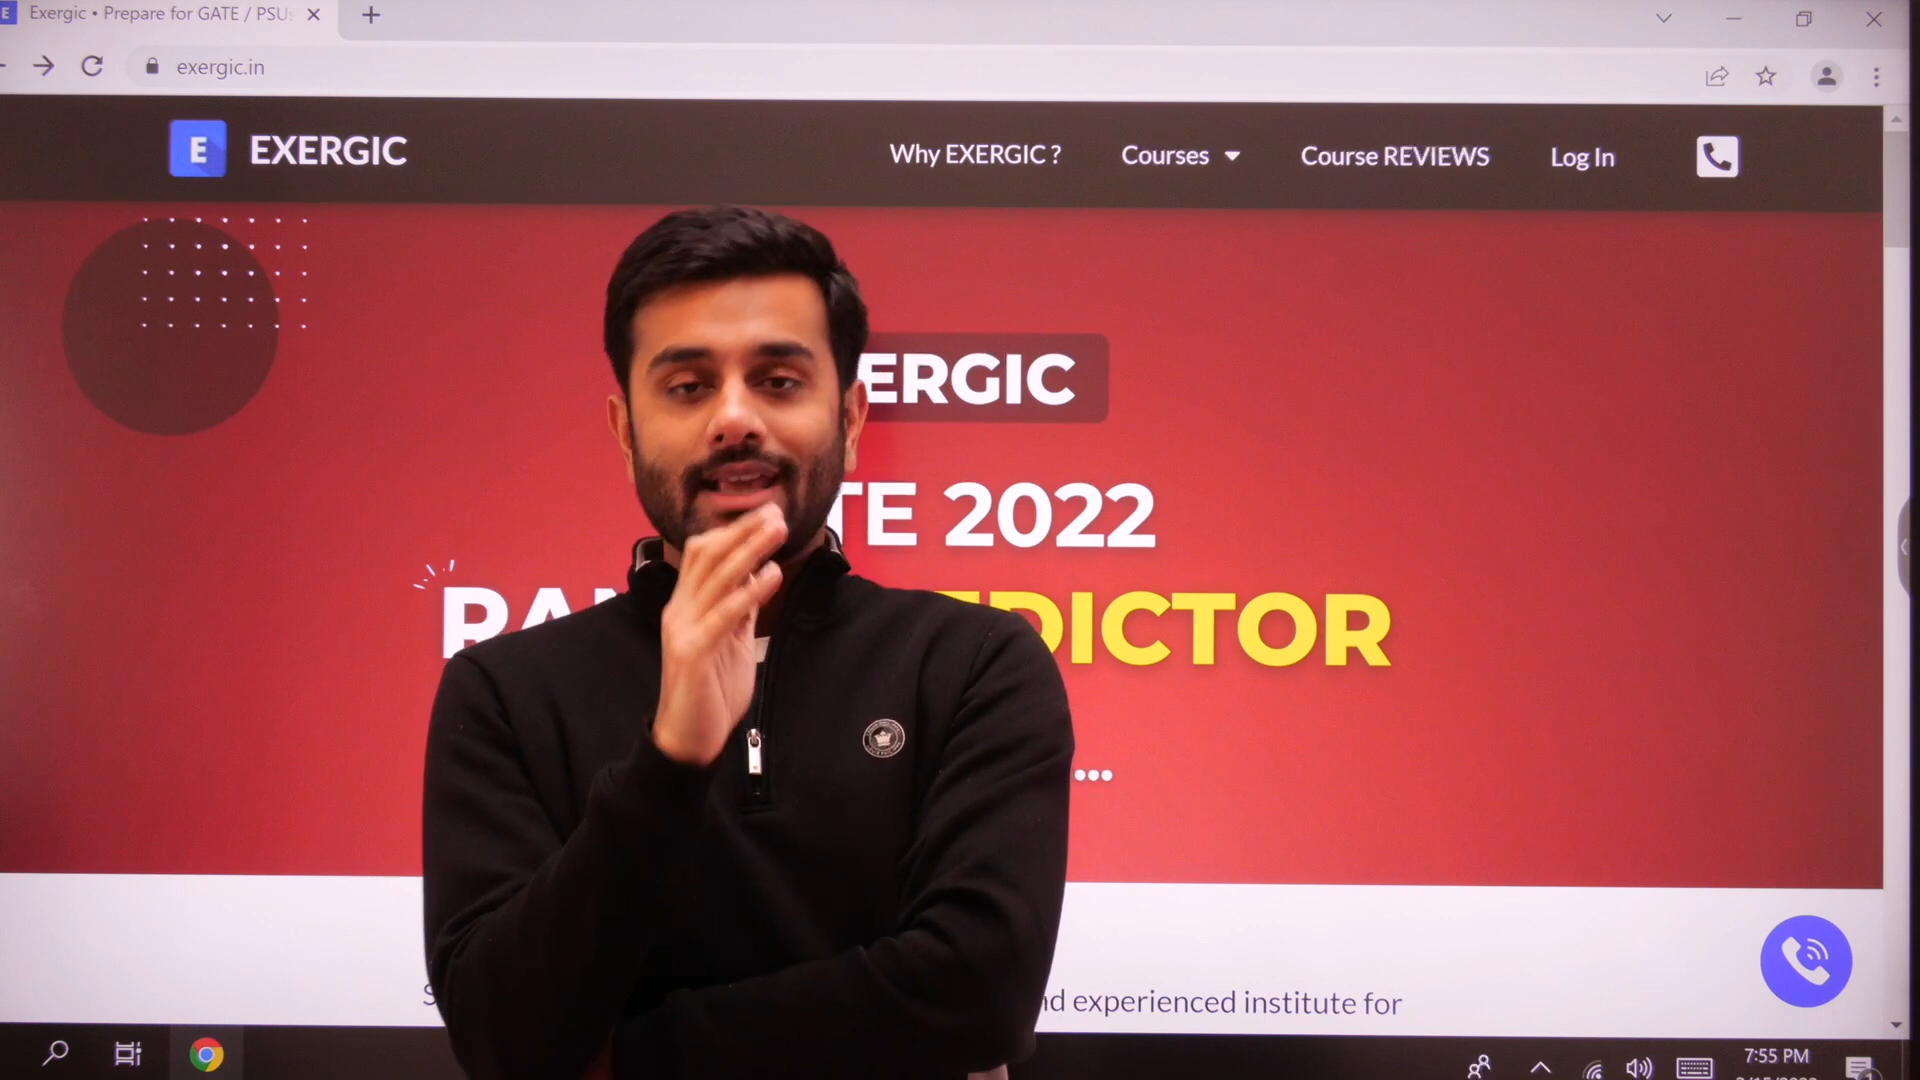 E
Exergic • Prepare for GATE / PSU
exergic.in
E EXERGIC
Why EXERGIC ?
Courses
Course REVIEWS
Log In
ERGIC
TE 2022
DICTOR
experienced institute for
7:55 PM